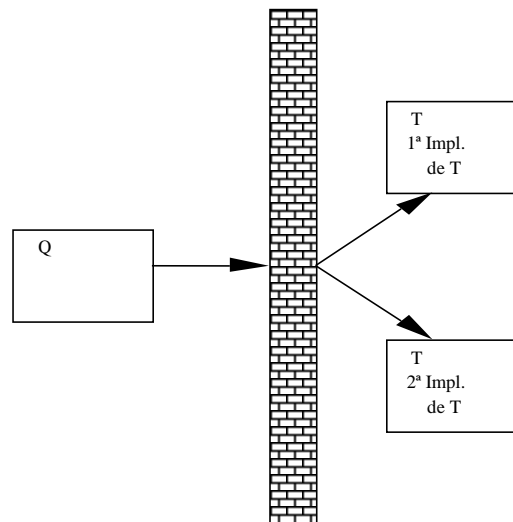 Q
T
1ª Impl.
de T
T
2ª Impl.
de T